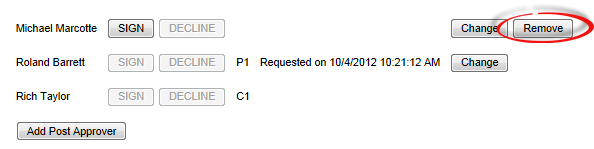 Michael Marcotte SIGN DECLINE Change Remove
Roland Barrett SIGN DECLINE P1 Requested on 10/4/2012 10:21:12 AM Change
Rich Taylor SIGN DECLINE C1
Add Post Approver